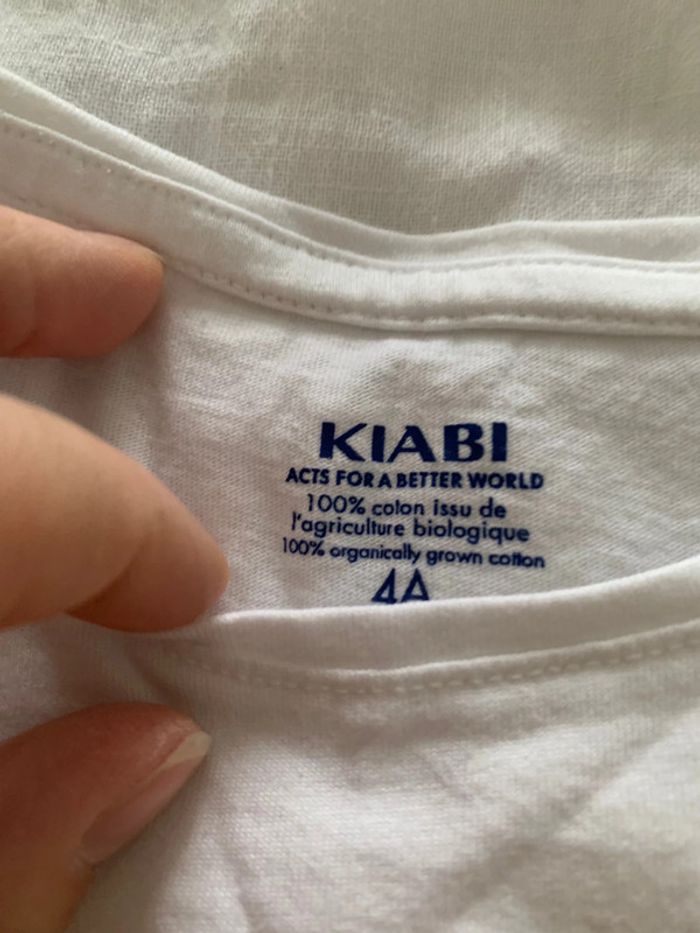 KIABI
ACTS FOR A BETTER WORLD
100% coton issu de
l'agriculture biologique
100% organically grown cotton
4A